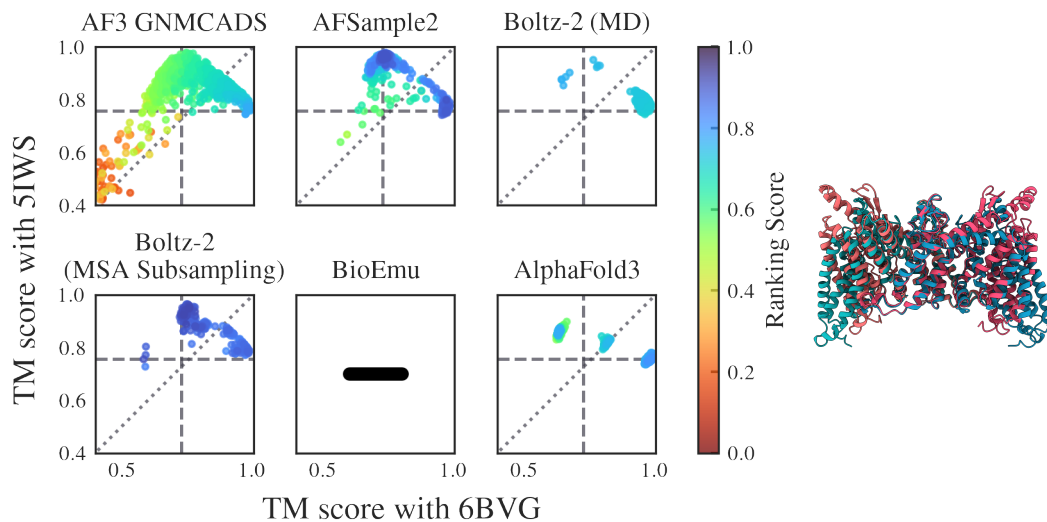 AF3 GNMCADS
AFSample2
Boltz-2 (MD)
1.0
0.8
0.6
0.4
Boltz-2
(MSA Subsampling)
BioEmu
AlphaFold3
1.0
0.8
0.6
0.4
0.5
1.0
0.5
1.0
0.5
1.0
TM score with 5IWS
TM score with 6BVG
1.0
0.8
0.6
0.4
0.2
0.0
Ranking Score